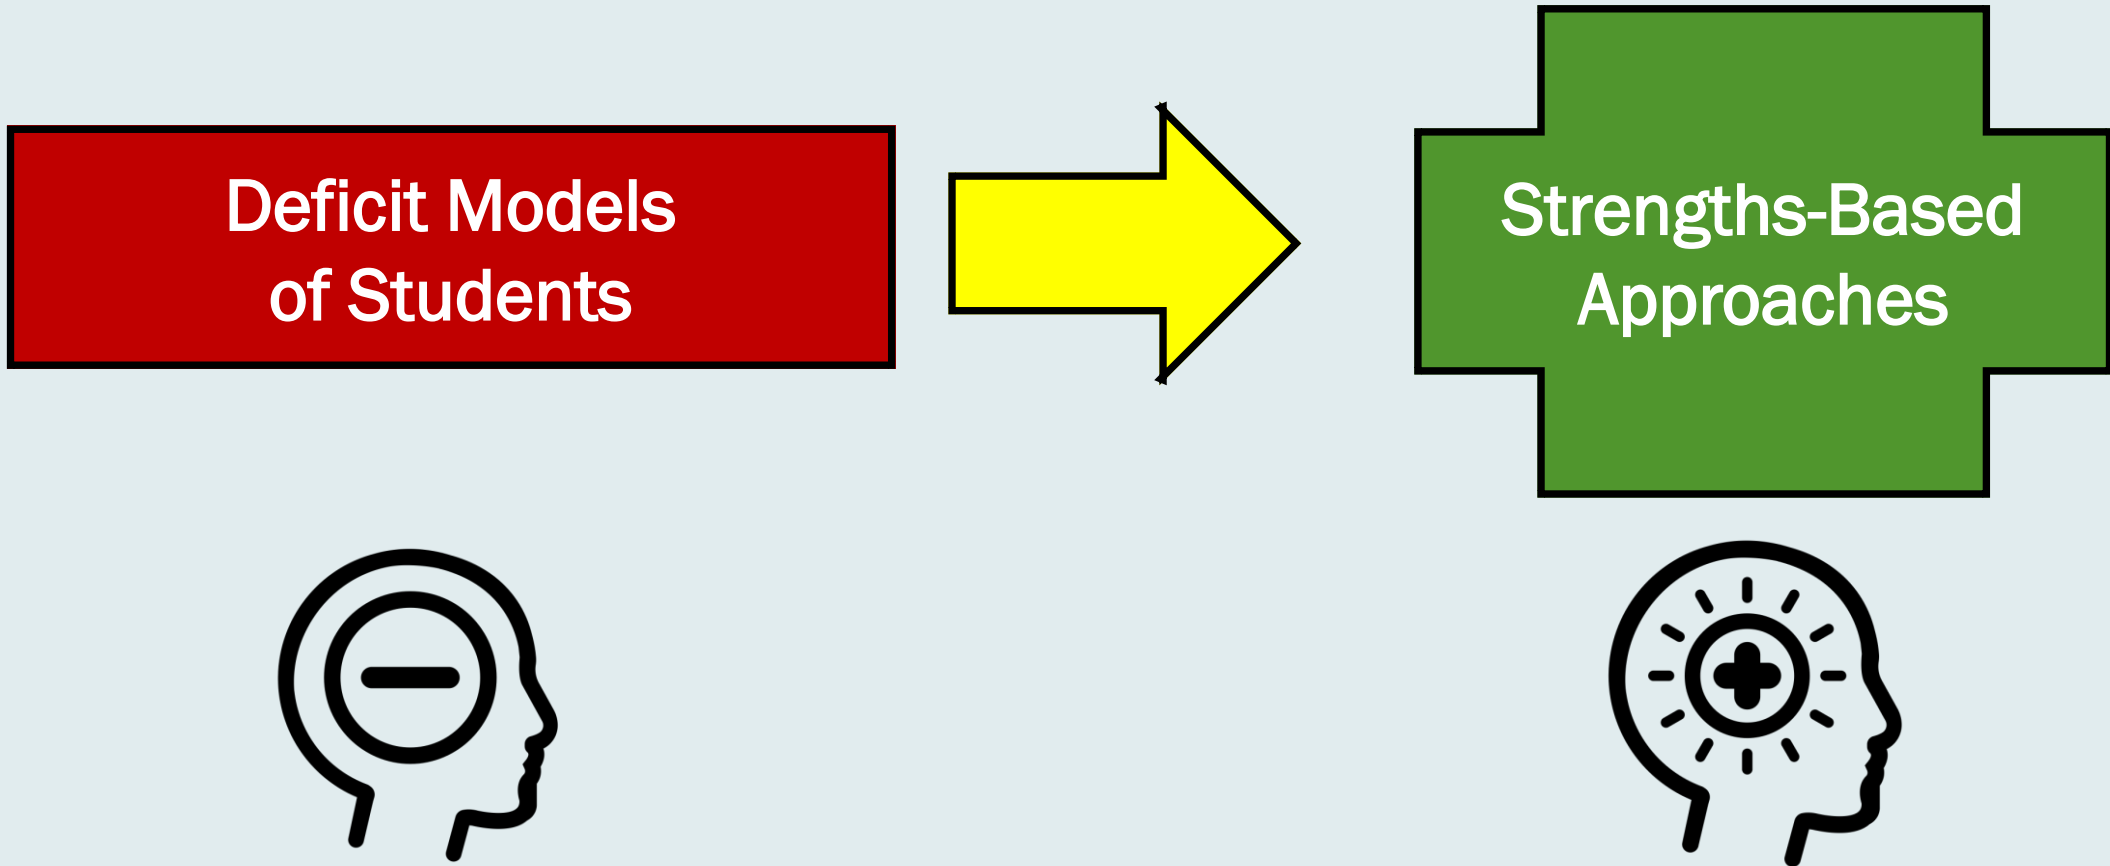 Deficit Models
of Students
Strengths-Based
Approaches